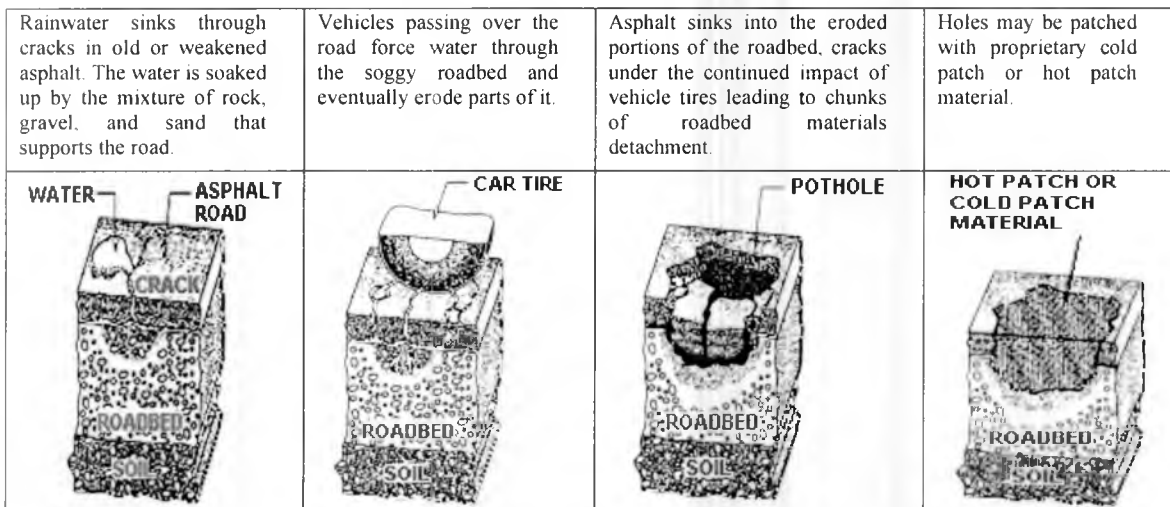 Rainwater sinks through
cracks in old or weakened
asphalt. The water is soaked
up by the mixture of rock,
gravel, and sand that
supports the road.
Vehicles passing over the
road force water through
the soggy roadbed and
eventually erode parts of it.
Asphalt sinks into the eroded
portions of the roadbed, cracks
under the continued impact of
vehicle tires leading to chunks
of roadbed materials
detachment.
Holes may be patched
with proprietary cold
patch or hot patch
material.
WATER
ASPHALT
ROAD
CRACK
ROADBED
SOIL
CAR TIRE
ROADBED
SOIL
POTHOLE
ROADBED
SOIL
HOT PATCH OR
COLD PATCH
MATERIAL
ROADBED
SOIL